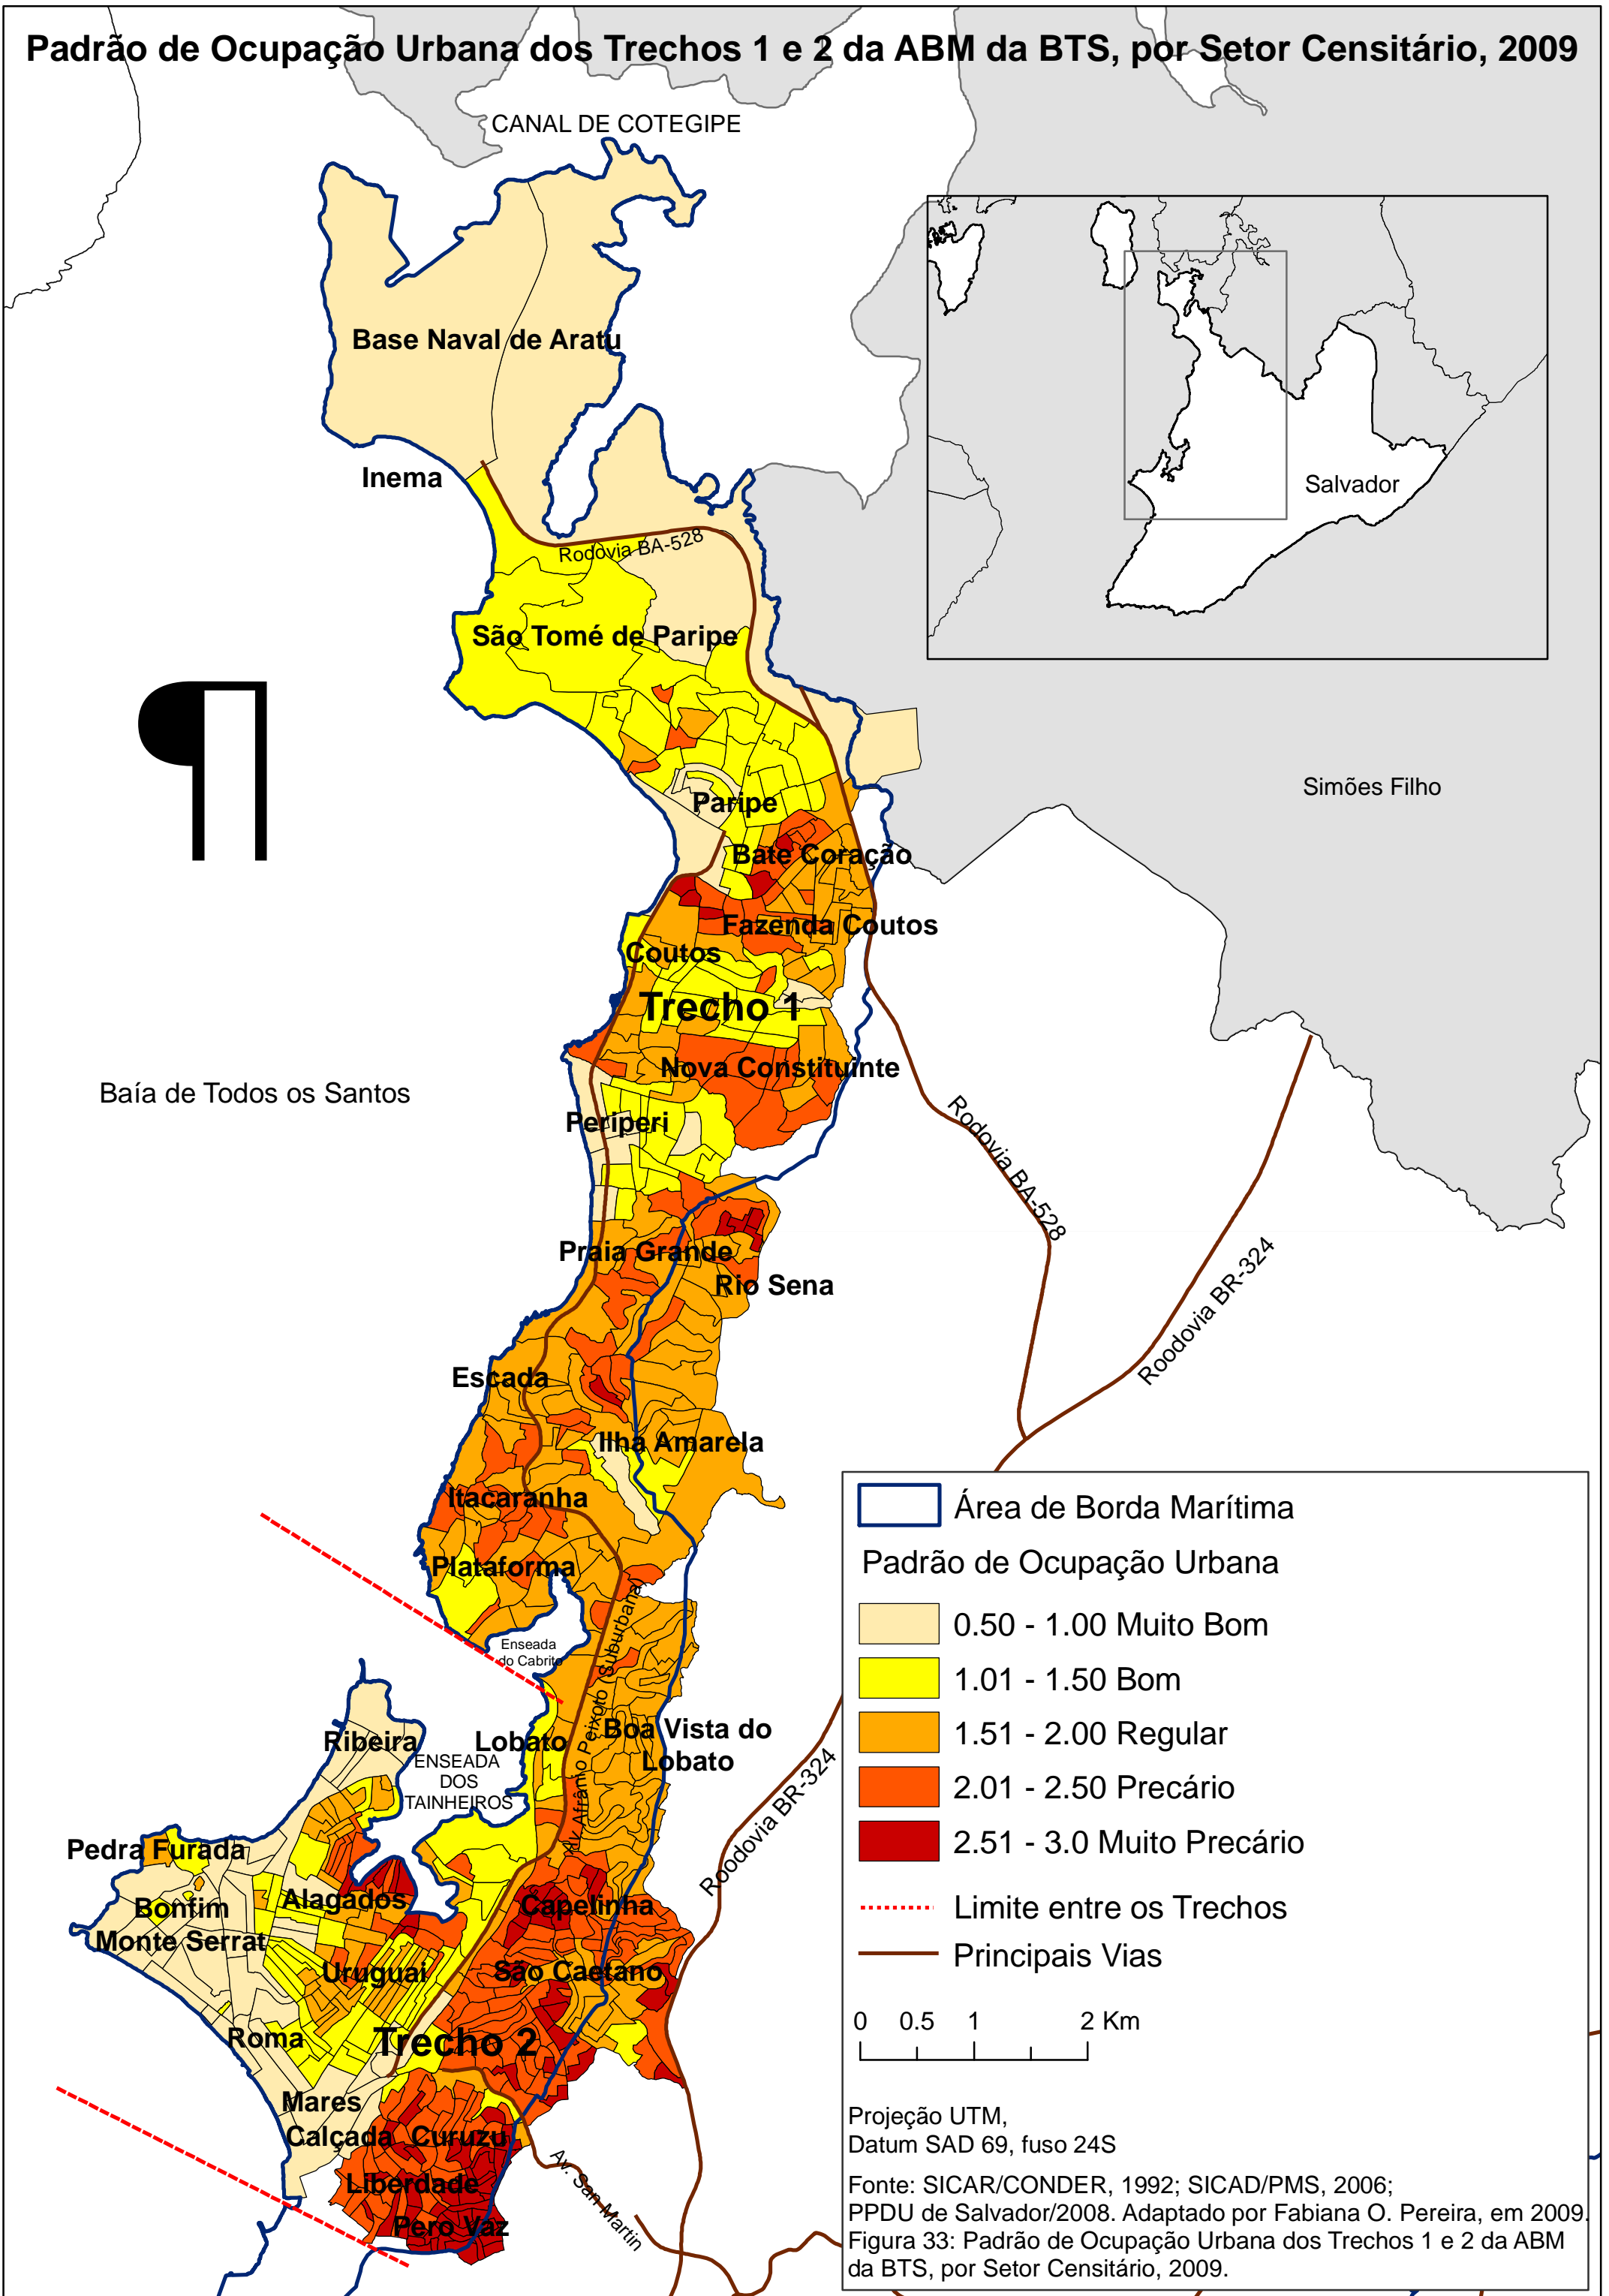 Padrão de Ocupação Urbana dos Trechos 1 e 2 da ABM da BTS, por Setor Censitário, 2009
CANAL DE COTEGIPE
Base Naval de Aratu
Inema
Salvador
Rodovia BA-528
São Tomé de Paripe
¶
Simões Filho
Paripe
Bate Coração
Fazenda Coutos
Coutos
Trecho 1
Nova Constituinte
Baía de Todos os Santos
Periperi
Rodovia BA-528
Praia Grande
Rio Sena
Roodovia BR-324
Escada
Ilha Amarela
Itacaranha
Plataforma
Enseada
do Cabrito
Av. Afrânio Peixoto (Suburbana)
Ribeira
Lobato
Boa Vista do
Lobato
ENSEADA
DOS
TAINHEIROS
Roodovia BR-324
Pedra Furada
Alagados
Bonfim
Capelinha
Monte Serrat
Uruguai
São Caetano
Roma
Trecho 2
Mares
Calçada
Curuzu
Liberdade
Av. San Martin
Pero Vaz
Área de Borda Marítima
Padrão de Ocupação Urbana
0.50 - 1.00 Muito Bom
1.01 - 1.50 Bom
1.51 - 2.00 Regular
2.01 - 2.50 Precário
2.51 - 3.0 Muito Precário
Limite entre os Trechos
Principais Vias
0 0.5 1 2 Km
Projeção UTM,
Datum SAD 69, fuso 24S
Fonte: SICAR/CONDER, 1992; SICAD/PMS, 2006;
PPDU de Salvador/2008. Adaptado por Fabiana O. Pereira, em 2009.
Figura 33: Padrão de Ocupação Urbana dos Trechos 1 e 2 da ABM
da BTS, por Setor Censitário, 2009.